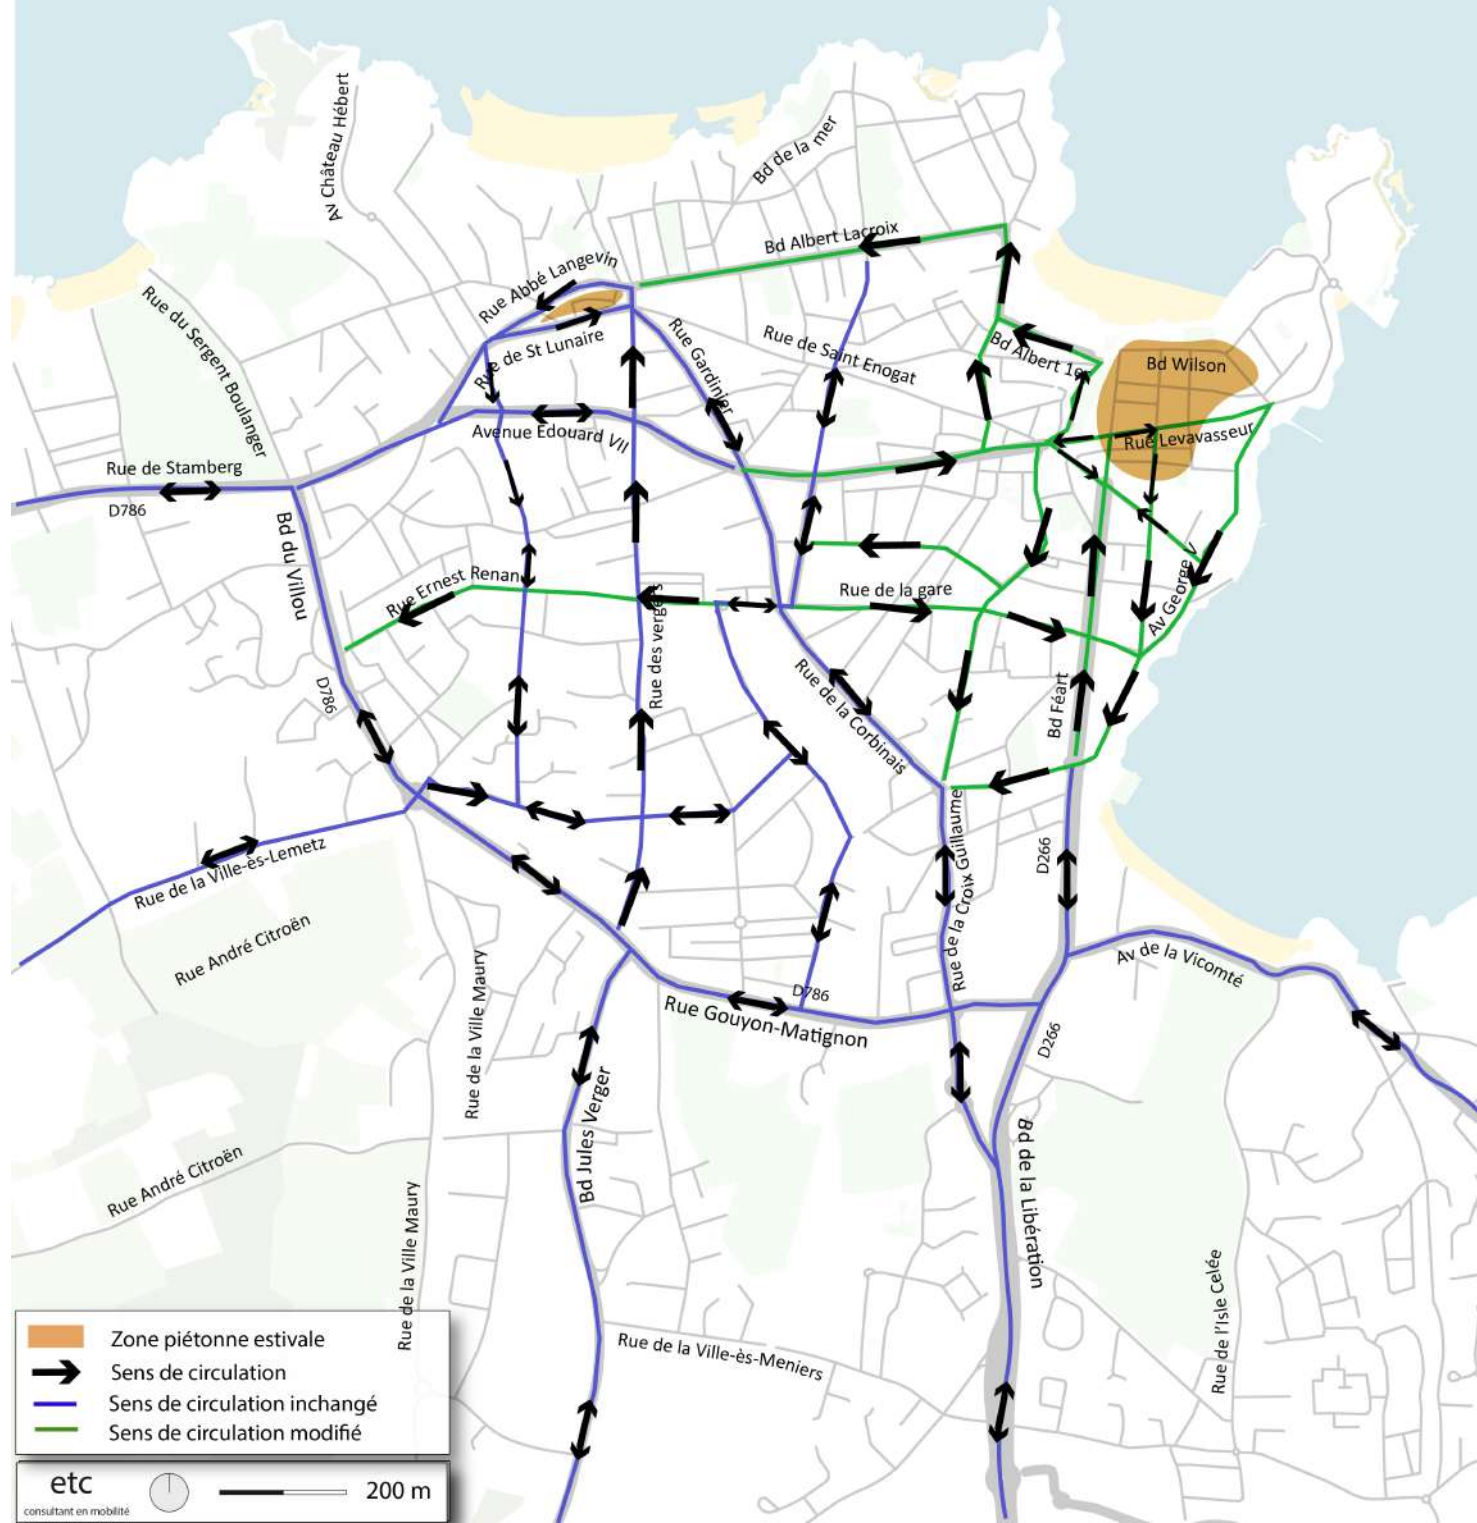 Av Château Hébert
Bd de la mer
Bd Albert Lacroix
Rue Abbé Langevin
Rue du Sergent Boulanger
Rue de St Lunaire
Rue Gardinier
Rue de Saint Enogat
Bd Albert 1er
Bd Wilson
Avenue Edouard VII
Rue Levavasseur
Rue de Stamberg
D786
Bd du Villou
Rue Ernest Renan
Rue de la gare
Av George V
Rue des vergers
D786
Rue de la Corbinais
Bd Féart
Rue de la Ville-ès-Lemetz
Rue de la Croix Guillaume
D266
Rue André Citroën
Rue de la Ville Maury
Av de la Vicomté
D786
Rue Gouyon-Matignon
D266
Bd Jules Verger
Rue André Citroën
Rue de la Ville Maury
Bd de la Libération
Rue de l'Isle Celée
Rue de la Ville-ès-Meniers
Zone piétonne estivale
Sens de circulation
Sens de circulation inchangé
Sens de circulation modifié
etc
consultant en mobilité
200 m